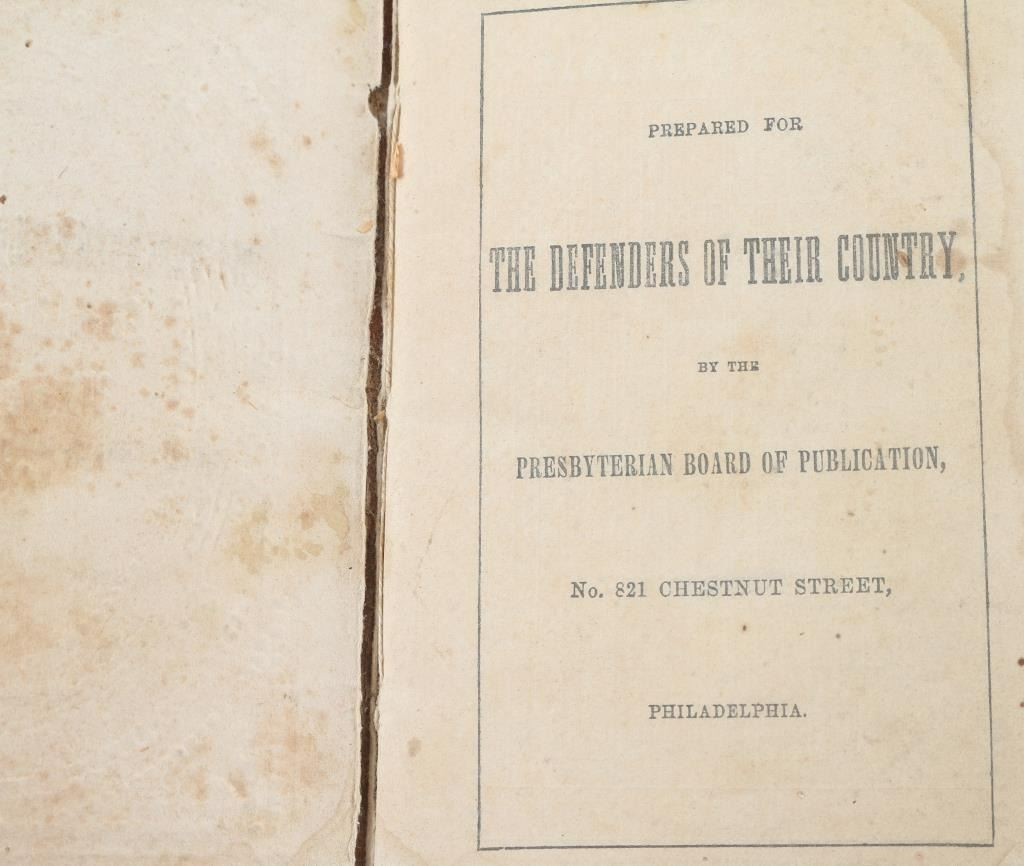 PREPARED FOR
THE DEFENDERS OF THEIR COUNTRY,
BY THE
PRESBYTERIAN BOARD OF PUBLICATION,
No. 821 CHESTNUT STREET,
PHILADELPHIA.